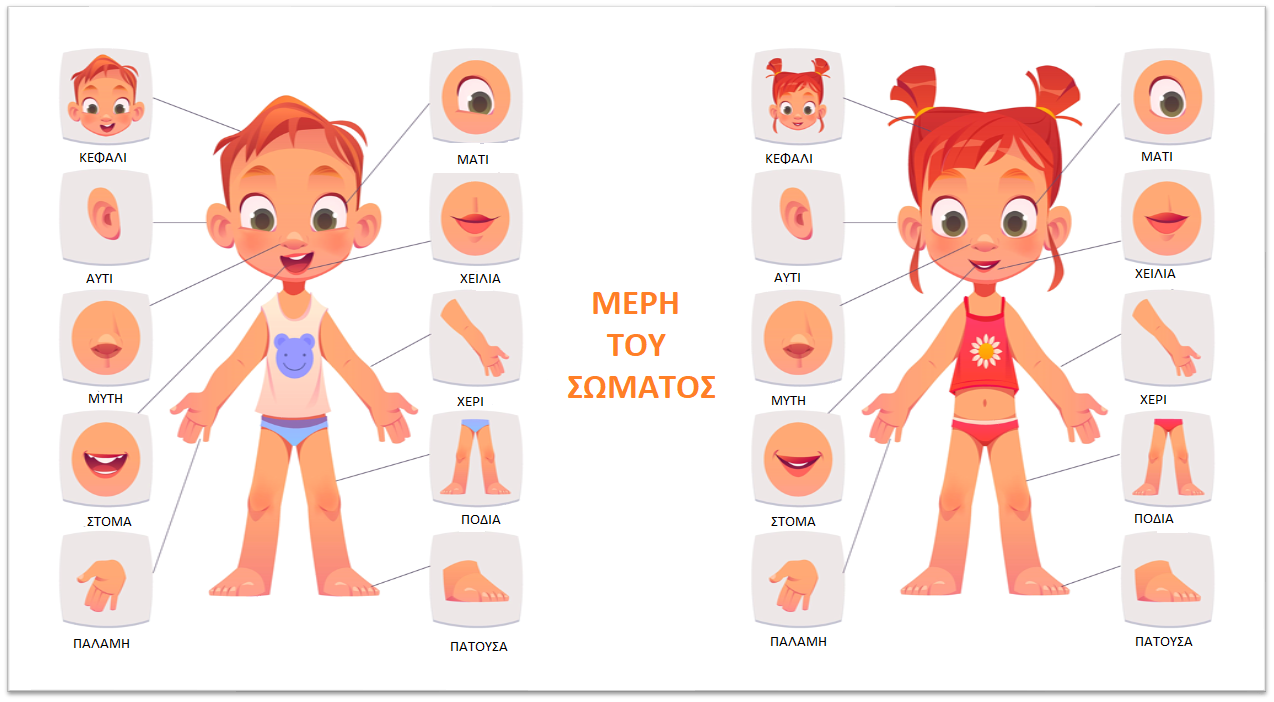 ΚΕΦΑΛΙ
ΑΥΤΙ
ΜΥΤΗ
ΣΤΟΜΑ
ΠΑΛΑΜΗ
ΜΑΤΙ
ΧΕΙΛΙΑ
ΧΕΡΙ
ΠΟΔΙΑ
ΠΑΤΟΥΣΑ
ΜΕΡΗ
ΤΟΥ
ΣΩΜΑΤΟΣ
ΚΕΦΑΛΙ
ΑΥΤΙ
ΜΥΤΗ
ΣΤΟΜΑ
ΠΑΛΑΜΗ
ΜΑΤΙ
ΧΕΙΛΙΑ
ΧΕΡΙ
ΠΟΔΙΑ
ΠΑΤΟΥΣΑ